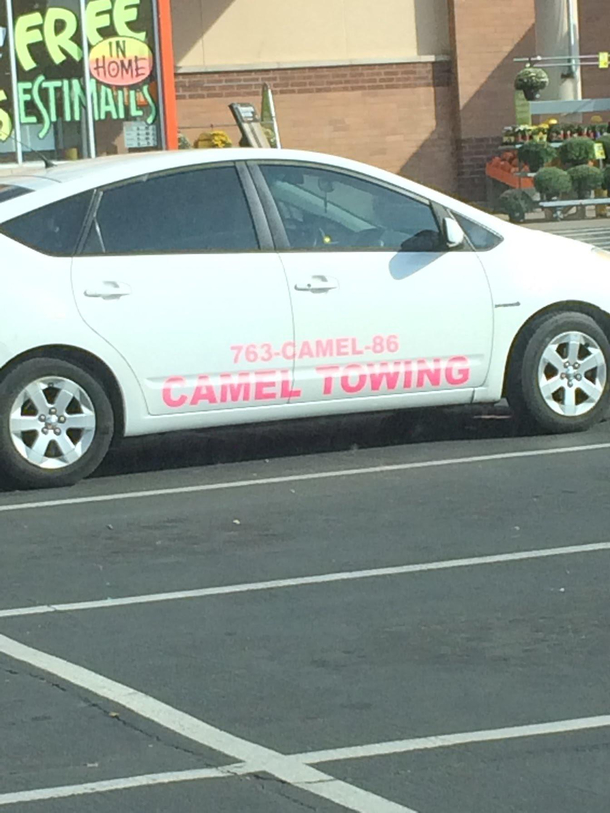 FREE
IN
HOME
ESTIMATES
763-CAMEL-86
CAMEL TOWING